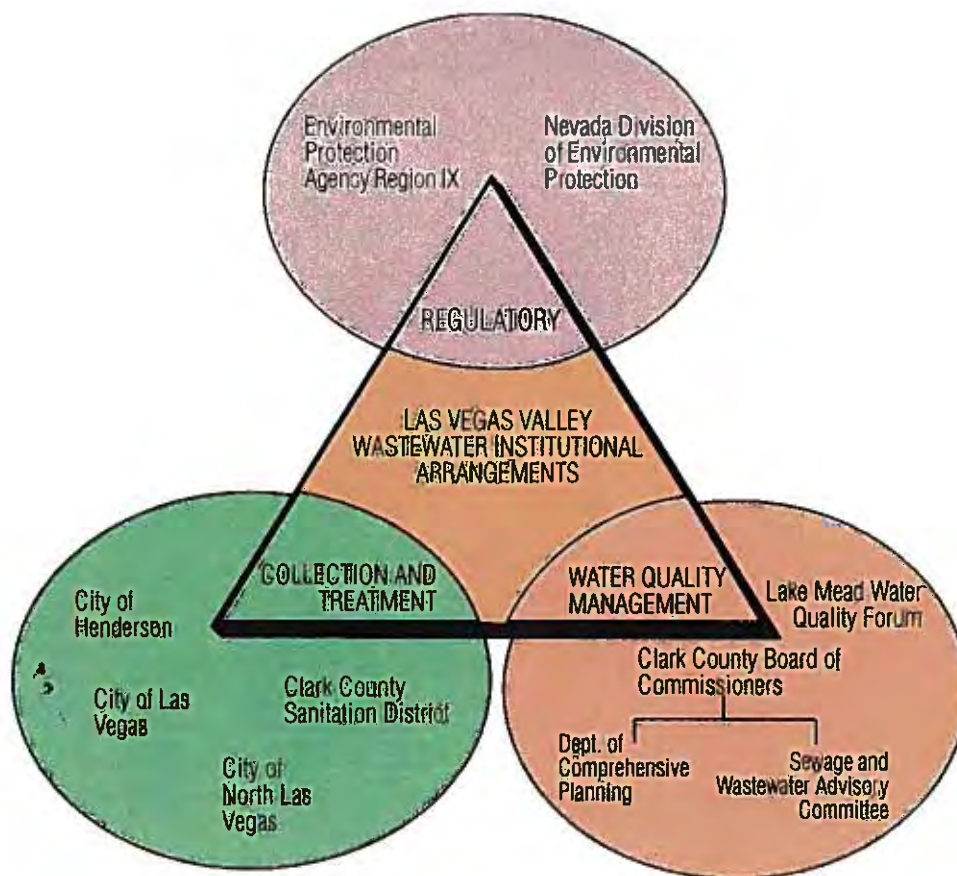 Environmental
Protection
Agency Region IX
Nevada Division
of Environmental
Protection
REGULATORY
LAS VEGAS VALLEY
WASTEWATER INSTITUTIONAL
ARRANGEMENTS
COLLECTION AND
TREATMENT
City of
Henderson
City of Las
Vegas
Clark County
Sanitation District
City of
North Las
Vegas
WATER QUALITY
MANAGEMENT
Lake Mead Water
Quality Forum
Clark County Board of
Commissioners
Dept. of
Comprehensive
Planning
Sewage and
Wastewater Advisory
Committee